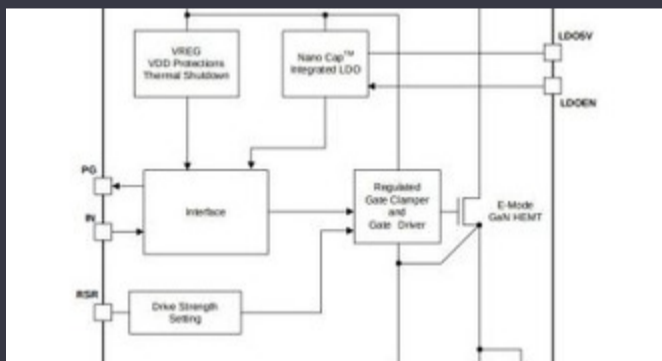 VREG
VDD Protections
Thermal Shutdown
Nano Cap™
Integrated LDO
LDO5V
LDOEN
PG
IN
Interface
Regulated
Gate Clamper
and
Gate Driver
E-Mode
GaN HEMT
RSR
Drive Strength
Setting